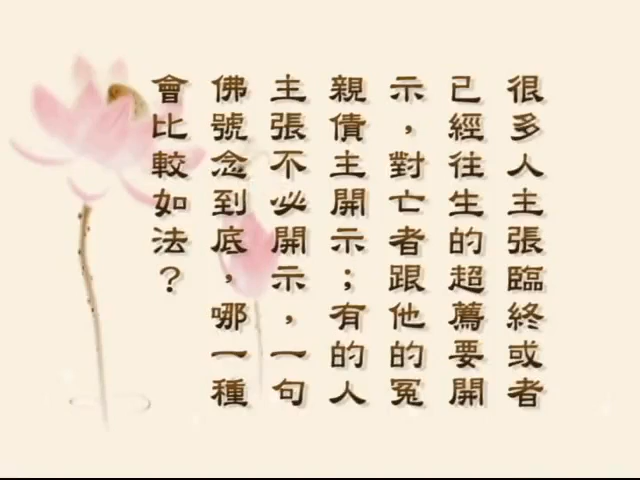 很多人主張臨終或者
已經往生的超薦要開
示，對亡者跟他的冤
親債主開示；有的人
主張不必開示，一句
佛號念到底，哪一種
會比較如法？